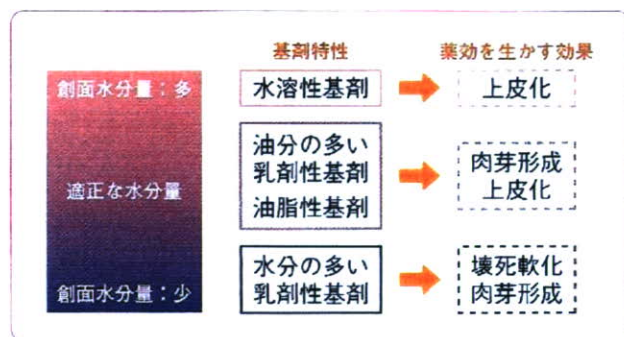 基剤特性
薬効を生かす効果
創面水分量：多
水溶性基剤
上皮化
適正な水分量
油分の多い
乳剤性基剤
油脂性基剤
肉芽形成
上皮化
創面水分量：少
水分の多い
乳剤性基剤
壊死軟化
肉芽形成